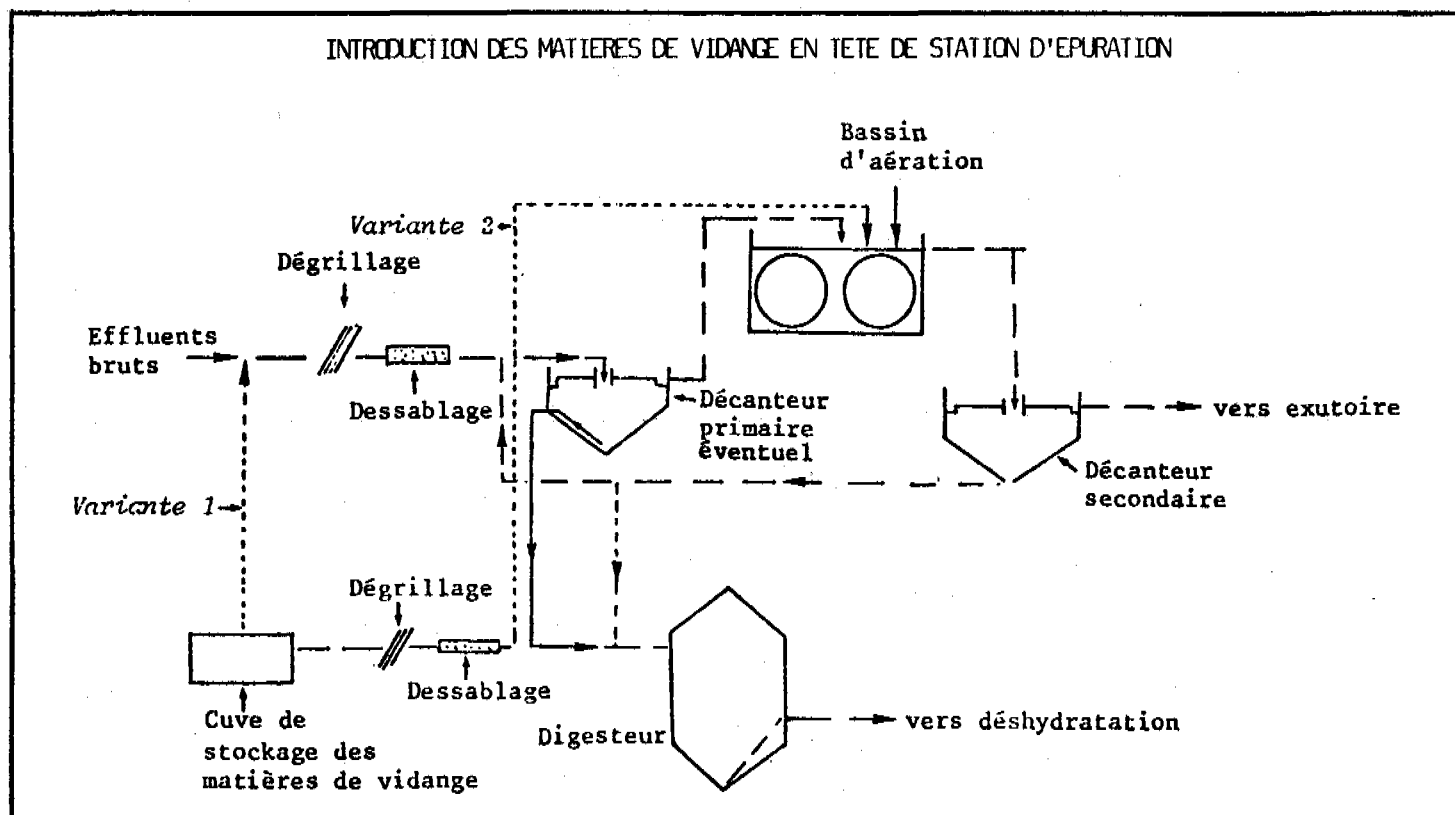 INTRODUCTION DES MATIERES DE VIDANGE EN TETE DE STATION D'EPURATION
Bassin
d'aération
Variante 2
Dégrillage
Effluents
bruts
Dessablage
Décanteur
primaire
éventuel
vers exutoire
Décanteur
secondaire
Variante 1
Dégrillage
Dessablage
Cuve de
stockage des
matières de vidange
Digesteur
vers déshydratation